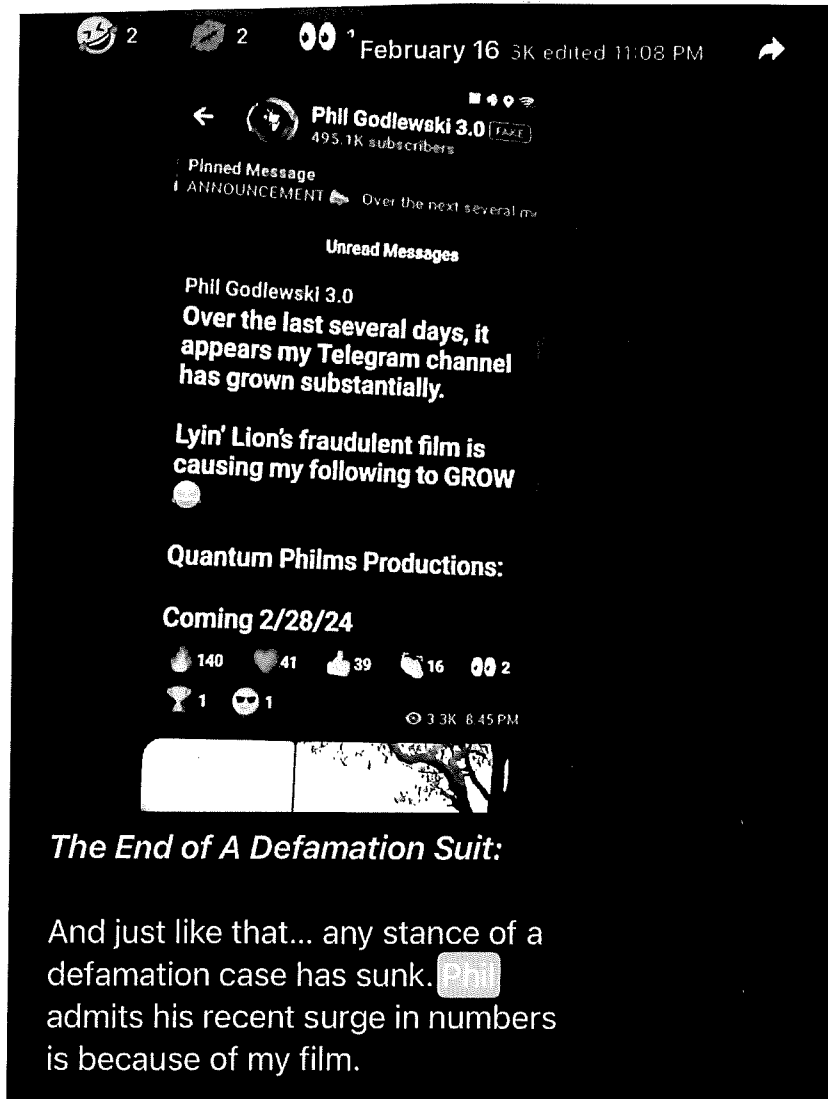 2 2 1 February 16 3K edited 11:08 PM
Phil Godlewski 3.0 FAKE
495.1K subscribers
Pinned Message
ANNOUNCEMENT Over the next several m
Unread Messages
Phil Godlewski 3.0
Over the last several days, it
appears my Telegram channel
has grown substantially.
Lyin' Lion's fraudulent film is
causing my following to GROW
Quantum Philms Productions:
Coming 2/28/24
140 41 39 16 2
1 1
3.3K 8:45 PM
The End of A Defamation Suit:
And just like that... any stance of a
defamation case has sunk. Phil
admits his recent surge in numbers
is because of my film.